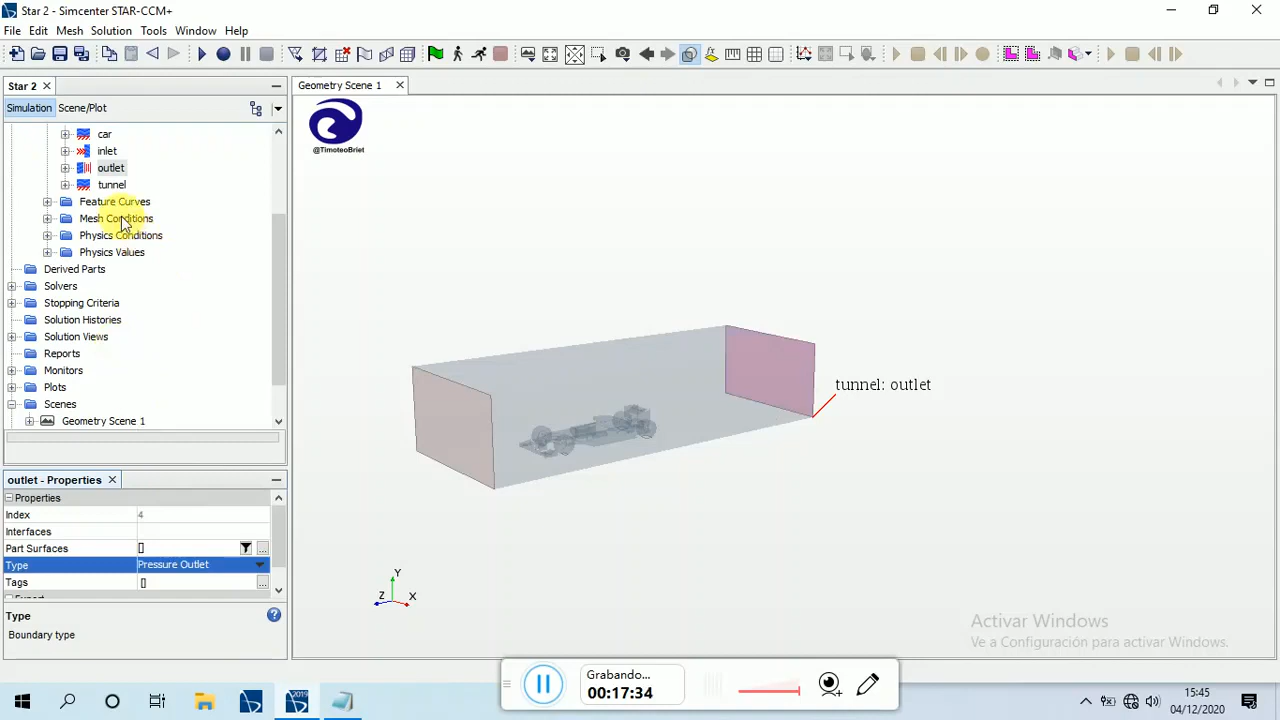 Star 2 - Simcenter STAR-CCM+
File Edit Mesh Solution Tools Window Help
Star 2
Geometry Scene 1
Simulation Scene/Plot
@TimoteoBriet
car
inlet
outlet
tunnel
Feature Curves
Mesh Conditions
Physics Conditions
Physics Values
Derived Parts
Solvers
Stopping Criteria
Solution Histories
Solution Views
Reports
Monitors
Plots
Scenes
Geometry Scene 1
tunnel: outlet
outlet - Properties
Properties
Index 4
Interfaces
Part Surfaces []
Type Pressure Outlet
Tags []
Type
Boundary type
Y
Z
X
Activar Windows
Ve a Configuración para activar Windows.
Grabando...
00:17:34
2019
15:45
04/12/2020